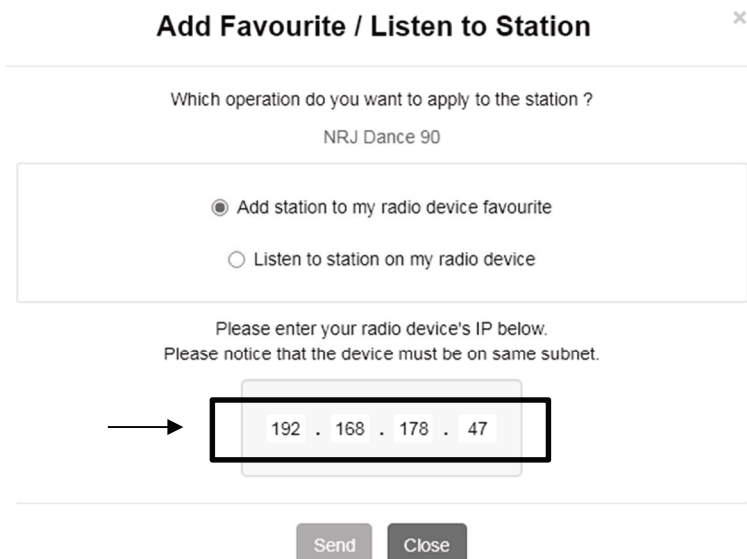 Add Favourite / Listen to Station
×
Which operation do you want to apply to the station ?
NRJ Dance 90
Add station to my radio device favourite
Listen to station on my radio device
Please enter your radio device's IP below.
Please notice that the device must be on same subnet.
192 . 168 . 178 . 47
Send Close